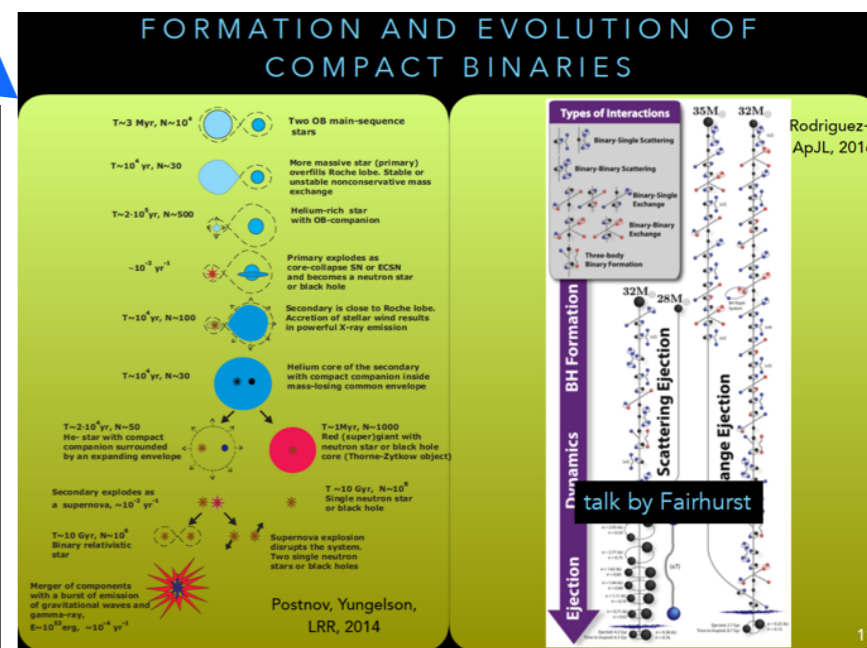 FORMATION AND EVOLUTION OF
COMPACT BINARIES
T~3 Myr, N~10⁴
Two OB main-sequence
stars
T~10⁴ yr, N~30
More massive star (primary)
overfills Roche lobe. Stable or
unstable nonconservative mass
exchange
T~2·10⁵yr, N~500
Helium-rich star
with OB-companion
~10⁻² yr⁻¹
Primary explodes as
core-collapse SN or ECSN
and becomes a neutron star
or black hole
T~10⁴yr, N~100
Secondary is close to Roche lobe.
Accretion of stellar wind results
in powerful X-ray emission
T~10⁴yr, N~30
Helium core of the secondary
with compact companion inside
mass-losing common envelope
T~2·10⁴yr, N~50
He- star with compact
companion surrounded
by an expanding envelope
T~1Myr, N~1000
Red (super)giant with
neutron star or black hole
core (Thorne-Zytkow object)
Secondary explodes as
a supernova, ~10⁻² yr⁻¹
T ~10 Gyr, N~10⁸
Single neutron star
or black hole
T~10 Gyr, N~10⁶
Binary relativistic
star
Supernova explosion
disrupts the system.
Two single neutron
stars or black holes
Merger of components
with a burst of emission
of gravitational waves and
gamma-ray,
E~10⁵³erg, ~10⁻⁴ yr⁻¹
Postnov, Yungelson,
LRR, 2014
Types of Interactions
Binary-Single Scattering
Binary-Binary Scattering
Binary-Single
Exchange
Binary-Binary
Exchange
Three-body
Binary Formation
35M☉ 32M☉
Rodriguez+
ApJL, 2016
32M☉ 28M☉
BH Formation
Dynamics
Ejection
Scattering Ejection
ange Ejection
talk by Fairhurst
(x7)
1